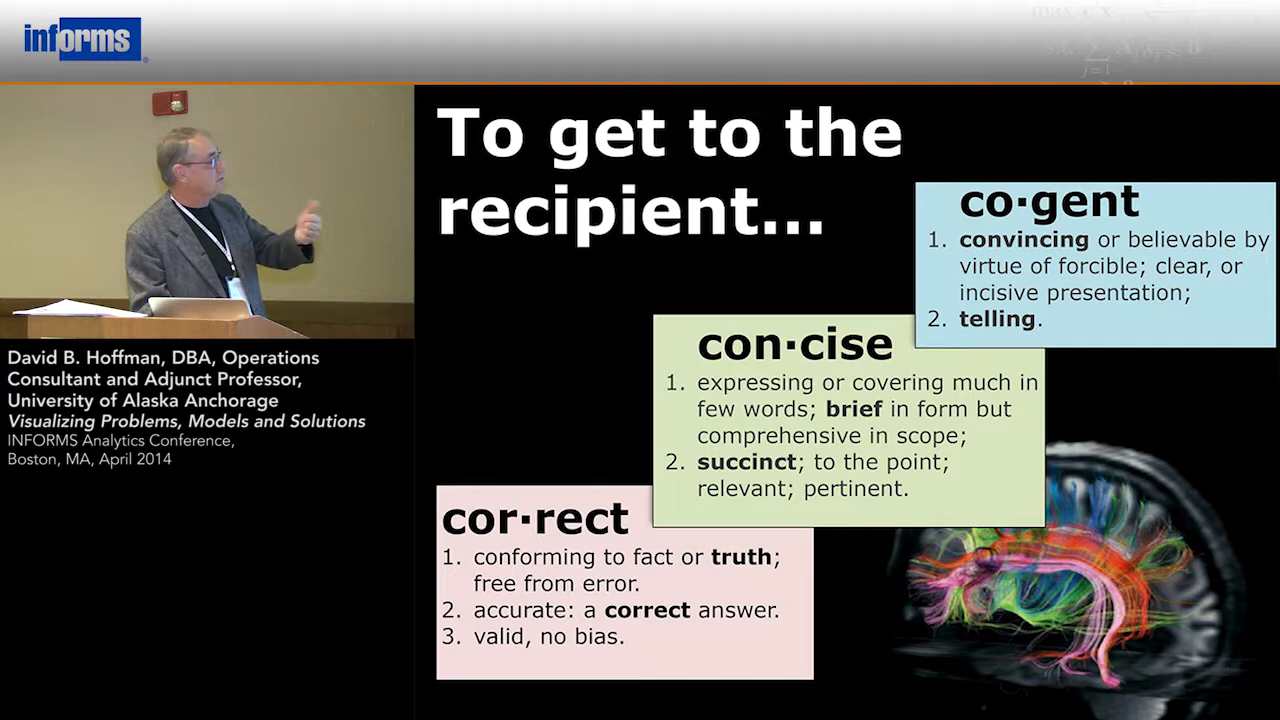 informs
max c'x
To get to the
recipient...
co·gent
1. convincing or believable by
virtue of forcible; clear, or
incisive presentation;
2. telling.
con·cise
1. expressing or covering much in
few words; brief in form but
comprehensive in scope;
2. succinct; to the point;
relevant; pertinent.
cor·rect
1. conforming to fact or truth;
free from error.
2. accurate: a correct answer.
3. valid, no bias.
David B. Hoffman, DBA, Operations
Consultant and Adjunct Professor,
University of Alaska Anchorage
Visualizing Problems, Models and Solutions
INFORMS Analytics Conference,
Boston, MA, April 2014